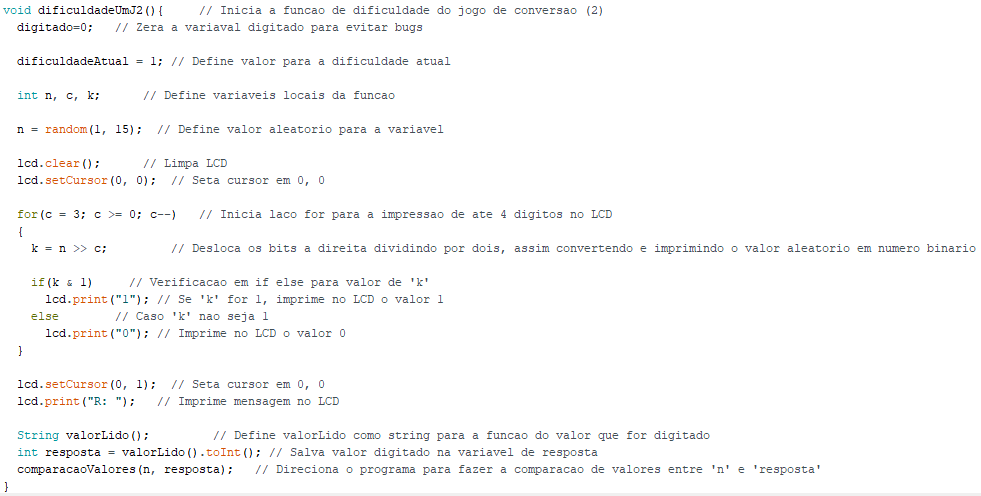 void dificuldadeUmJ2(){     // Inicia a funcao de dificuldade do jogo de conversao (2)
  digitado=0;   // Zera a variaval digitado para evitar bugs
  dificuldadeAtual = 1; // Define valor para a dificuldade atual
  int n, c, k;      // Define variaveis locais da funcao
  n = random(1, 15);  // Define valor aleatorio para a variavel
  lcd.clear();      // Limpa LCD
  lcd.setCursor(0, 0);  // Seta cursor em 0, 0
  for(c = 3; c >= 0; c--)   // Inicia laco for para a impressao de ate 4 digitos no LCD
  {
    k = n >> c;         // Desloca os bits a direita dividindo por dois, assim convertendo e imprimindo o valor aleatorio em numero binario
    if(k & 1)     // Verificacao em if else para valor de 'k'
      lcd.print("1"); // Se 'k' for 1, imprime no LCD o valor 1
    else        // Caso 'k' nao seja 1
      lcd.print("0"); // Imprime no LCD o valor 0
  }
  lcd.setCursor(0, 1);  // Seta cursor em 0, 0
  lcd.print("R: ");   // Imprime mensagem no LCD
  String valorLido();         // Define valorLido como string para a funcao do valor que for digitado
  int resposta = valorLido().toInt(); // Salva valor digitado na variavel de resposta
  comparacaoValores(n, resposta);   // Direciona o programa para fazer a comparacao de valores entre 'n' e 'resposta'
}